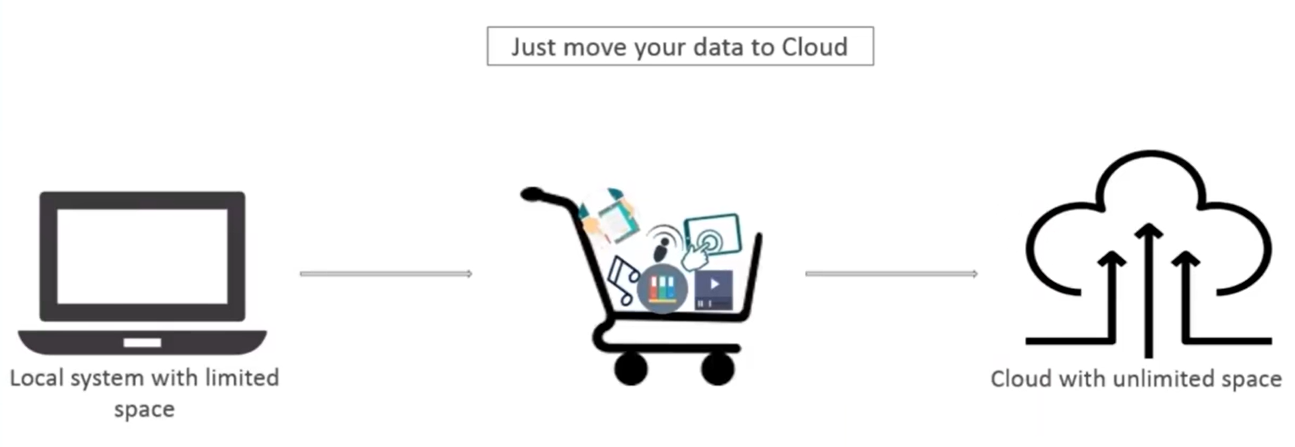 Just move your data to Cloud
Local system with limited
space
Cloud with unlimited space